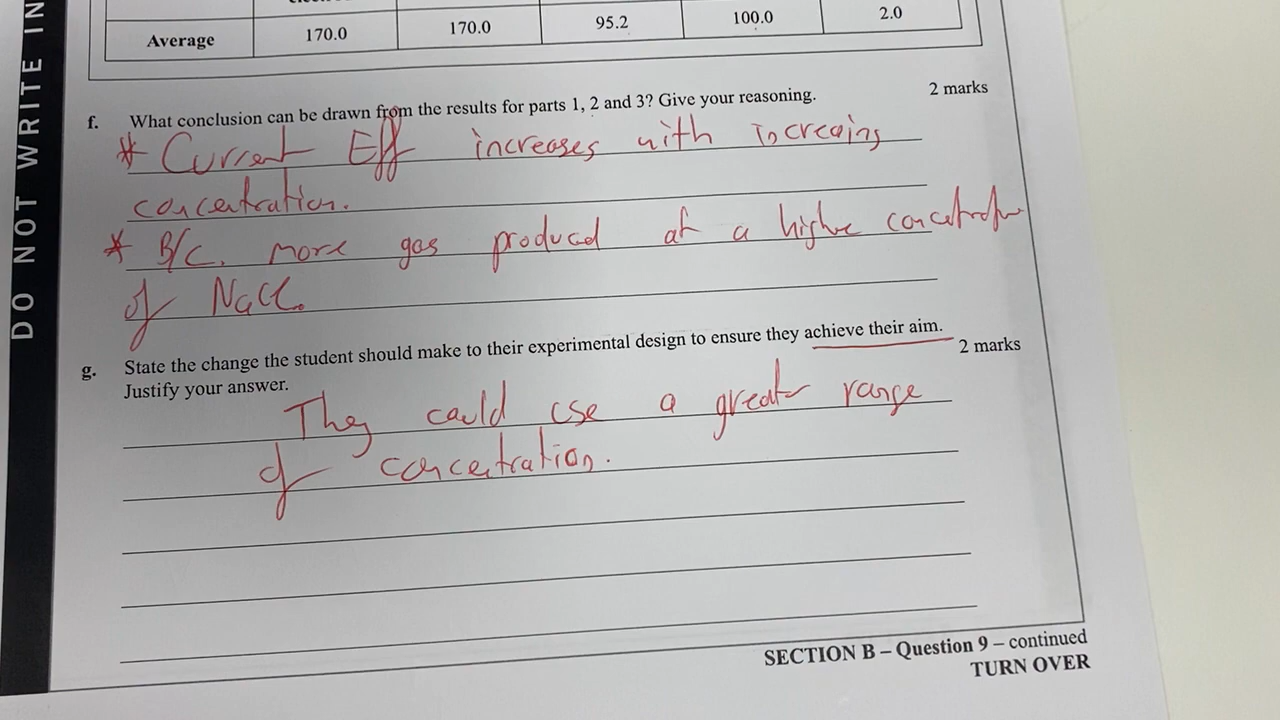 DO NOT WRITE IN
Average 170.0 170.0 95.2 100.0 2.0
f. What conclusion can be drawn from the results for parts 1, 2 and 3? Give your reasoning. 2 marks
* Current Eff increases with increains
concentration.
* B/C, more gas produced at a higher concentration
of NaCl.
g. State the change the student should make to their experimental design to ensure they achieve their aim. 2 marks
Justify your answer.
They could use a greater range
of concentration.
SECTION B – Question 9 – continued
TURN OVER